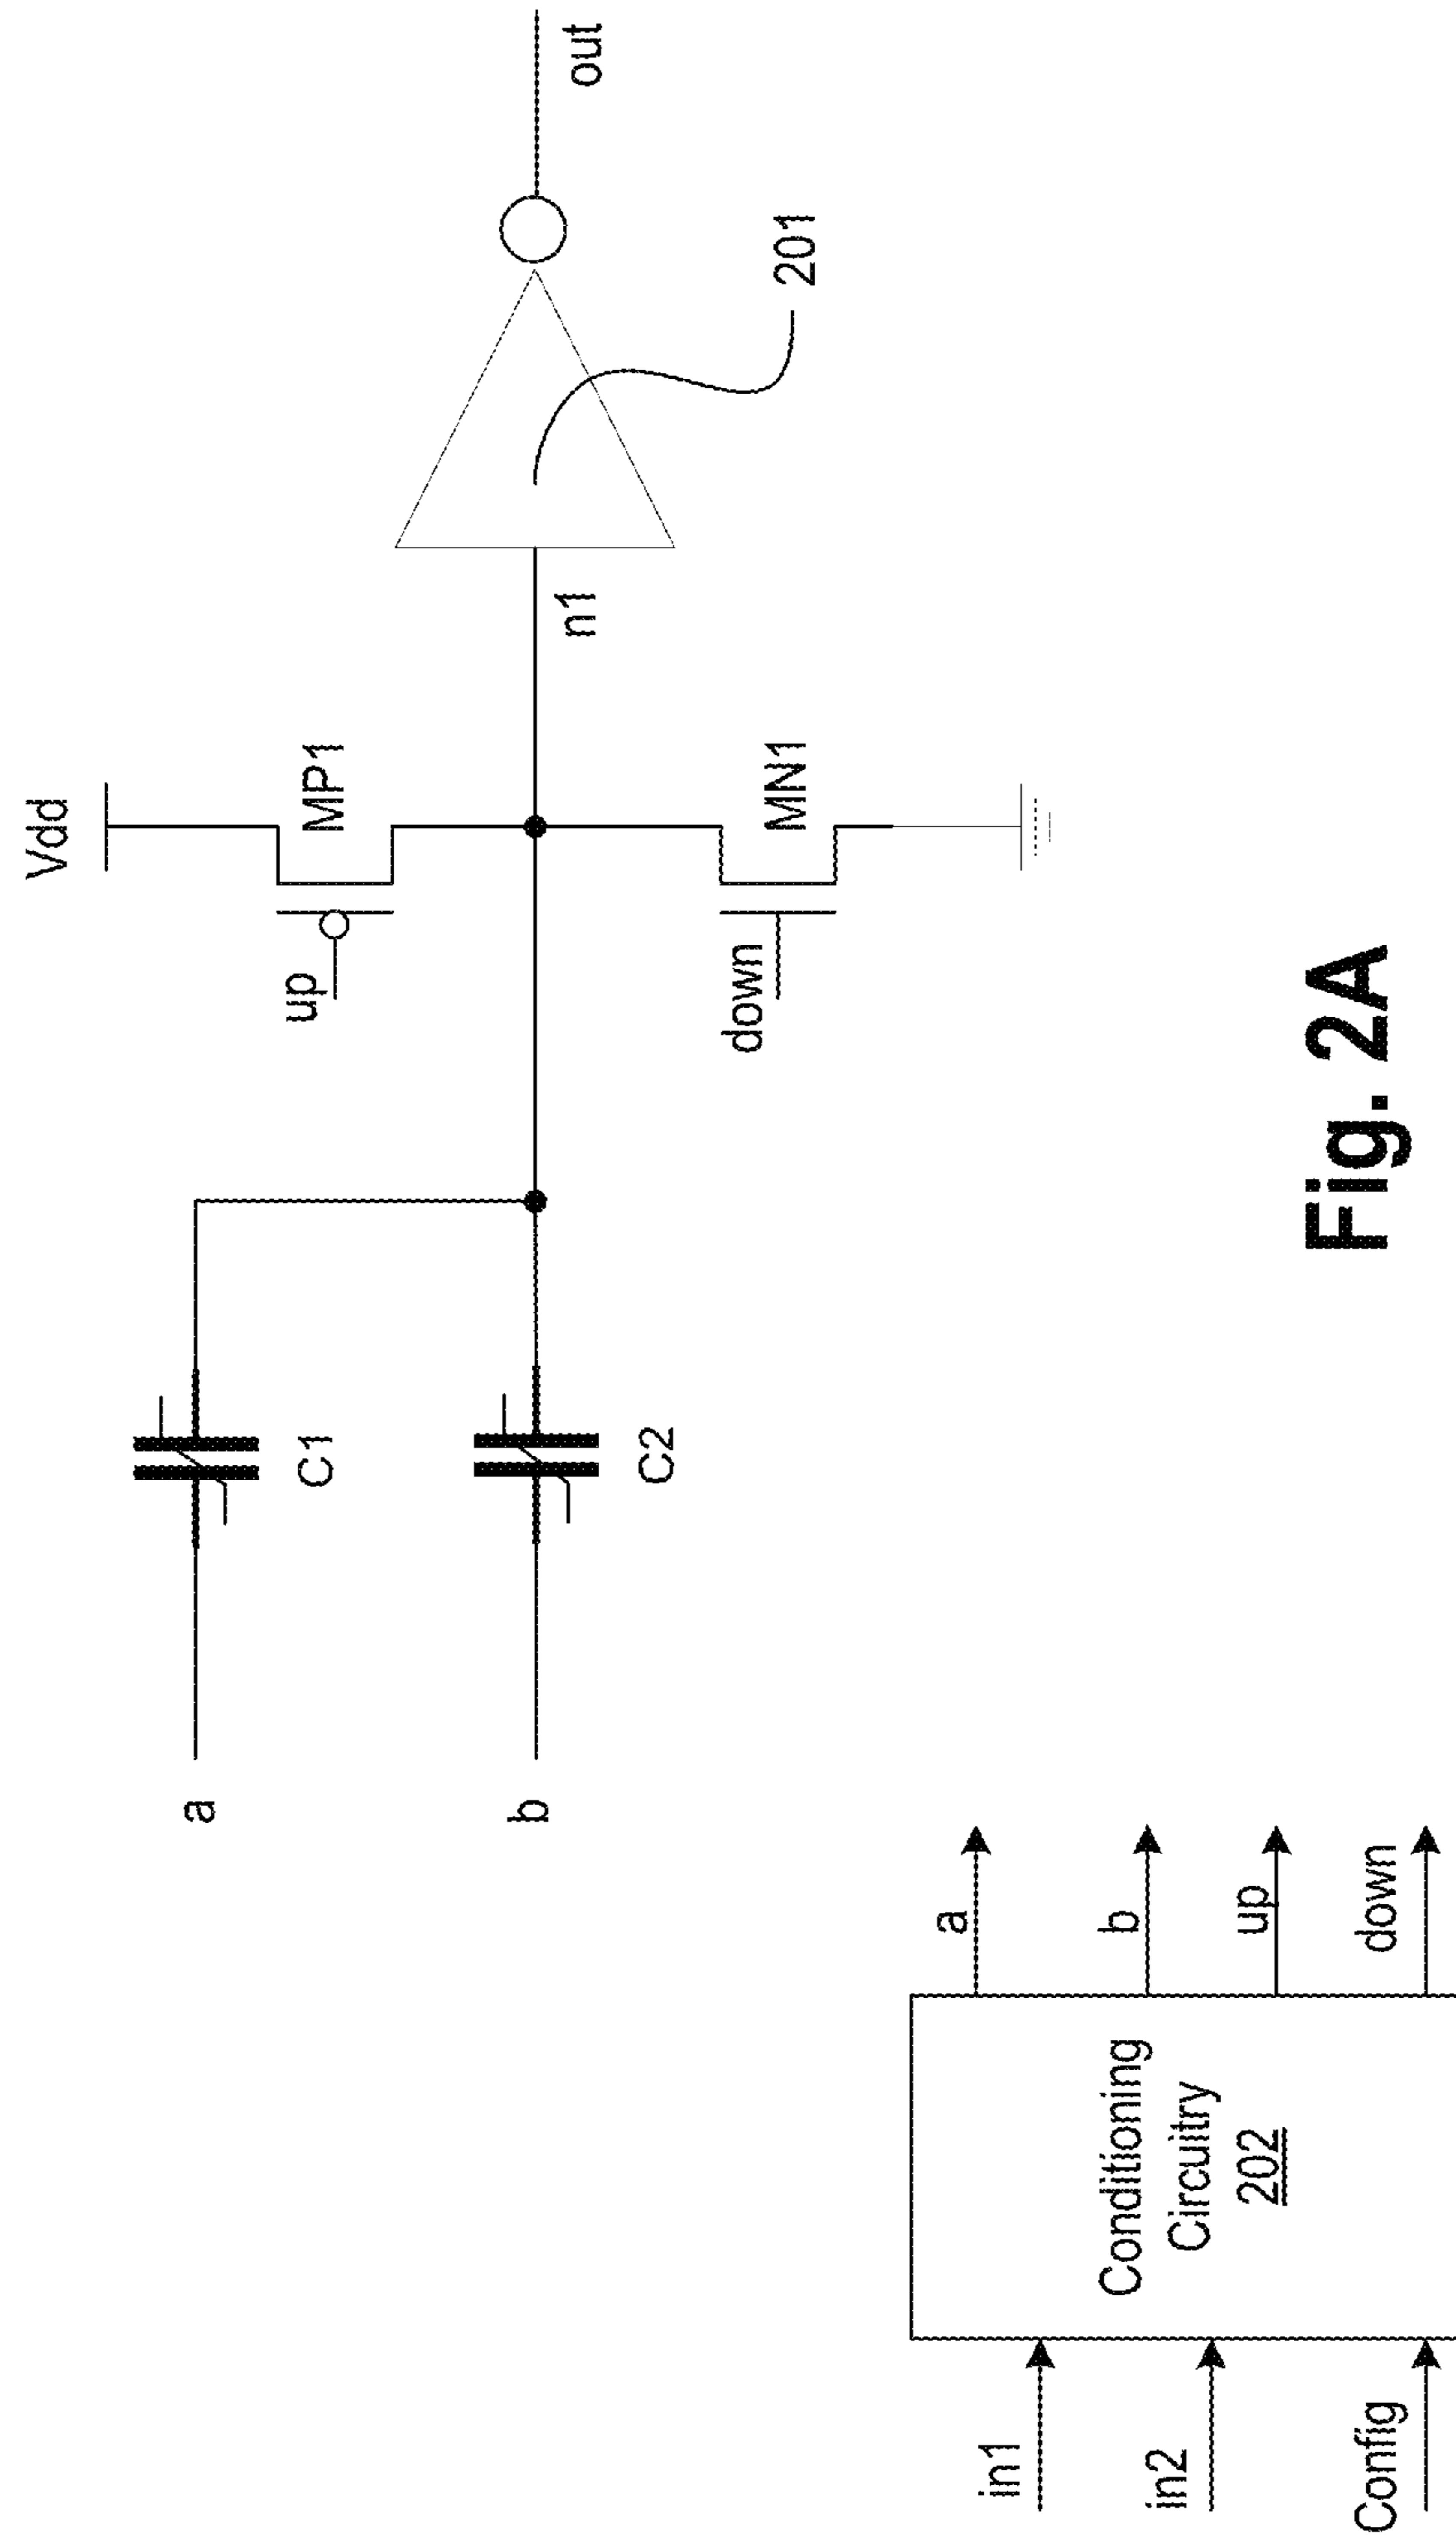 Vdd
MP1
up
a
C1
n1
out
b
C2
201
down
MN1
in1
in2
Config
Conditioning
Circuitry
202
a
b
up
down
Fig. 2A